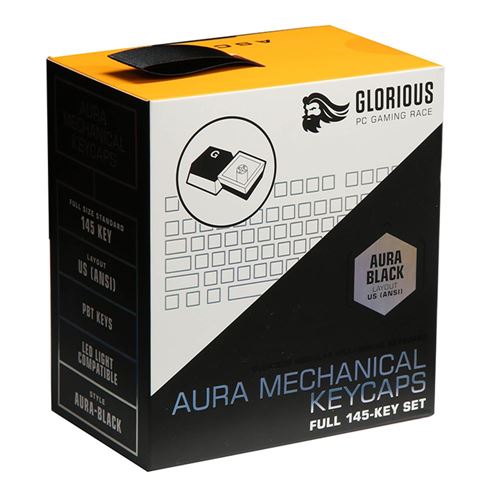 ASC
GLORIOUS
PC GAMING RACE
G
AURA
BLACK
LAYOUT
US (ANSI)
AURA MECHANICAL
KEYCAPS
FULL 145-KEY SET
AURA
MECHANICAL
KEYCAPS
FULL SIZE STANDARD
145 KEY
LAYOUT
US (ANSI)
PBT KEYS
LED LIGHT
COMPATIBLE
STYLE
AURA-BLACK